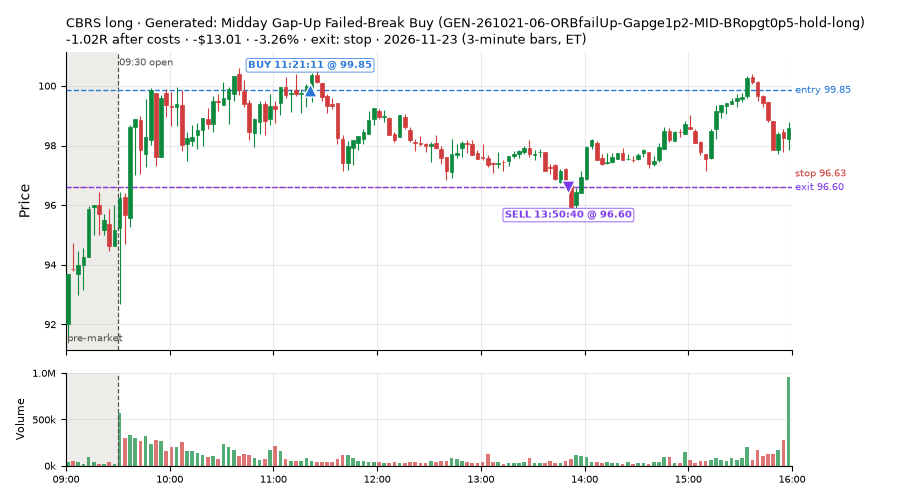 CBRS long · Generated: Midday Gap-Up Failed-Break Buy (GEN-261021-06-ORBfailUp-Gapge1p2-MID-BRopgt0p5-hold-long)
-1.02R after costs · -$13.01 · -3.26% · exit: stop · 2026-11-23 (3-minute bars, ET)
09:30 open
BUY 11:21:11 @ 99.85
100
entry 99.85
98
stop 96.63
exit 96.60
96
SELL 13:50:40 @ 96.60
Price
94
92
pre-market
1.0M
500k
Volume
0k
09:00
10:00
11:00
12:00
13:00
14:00
15:00
16:00